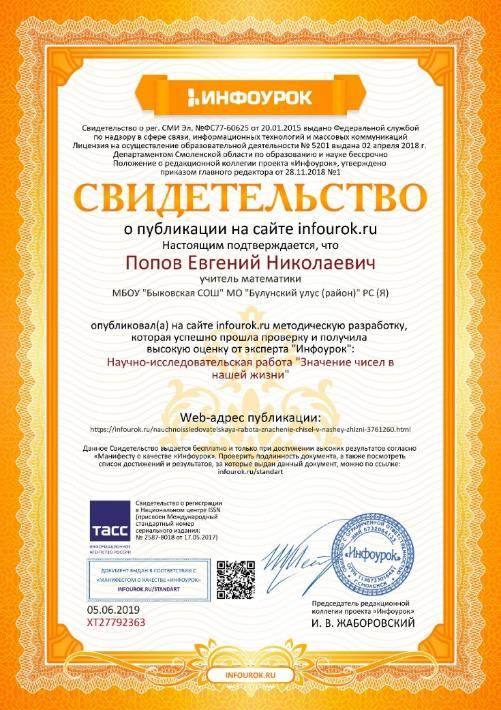 ИНФОУРОК
Свидетельство о рег. СМИ Эл. №ФС77-60625 от 20.01.2015 выдано Федеральной службой
по надзору в сфере связи, информационных технологий и массовых коммуникаций
Лицензия на осуществление образовательной деятельности № 5201 выдана 02 апреля 2018 г.
Департаментом Смоленской области по образованию и науке бессрочно
Положение о редакционной коллегии проекта «Инфоурок», утверждено
приказом главного редактора от 28.11.2018 №1
СВИДЕТЕЛЬСТВО
о публикации на сайте infourok.ru
Настоящим подтверждается, что
Попов Евгений Николаевич
учитель математики
МБОУ "Быковская СОШ" МО "Булунский улус (район)" РС (Я)
опубликовал(а) на сайте infourok.ru методическую разработку,
которая успешно прошла проверку и получила
высокую оценку от эксперта "Инфоурок":
Научно-исследовательская работа "Значение чисел в
нашей жизни"
Web-адрес публикации:
https://infourok.ru/nauchnoissledovatelskaya-rabota-znachenie-chisel-v-nashey-zhizni-3761260.html
Данное Свидетельство выдается бесплатно и только при достижении высоких результатов согласно
«Манифесту о качестве «Инфоурок». Проверить подлинность документа, а также посмотреть
список достижений и результатов, за которые выдан данный документ, можно по ссылке:
infourok.ru/standart
ТАСС
ИНФОРМАЦИОННОЕ
АГЕНТСТВО РОССИИ
Свидетельство о регистрации
в Национальном центре ISSN
(присвоен Международный
стандартный номер
сериального издания:
№ 2587-8018 от 17.05.2017)
ДОКУМЕНТ ВЫДАН В СООТВЕТСТВИИ С
«МАНИФЕСТОМ О КАЧЕСТВЕ «ИНФОУРОК»
INFOUROK.RU/STANDART
05.06.2019
ХТ27792363
«Инфоурок»
Председатель редакционной
коллегии проекта «Инфоурок»
И. В. ЖАБОРОВСКИЙ
INFOUROK.RU